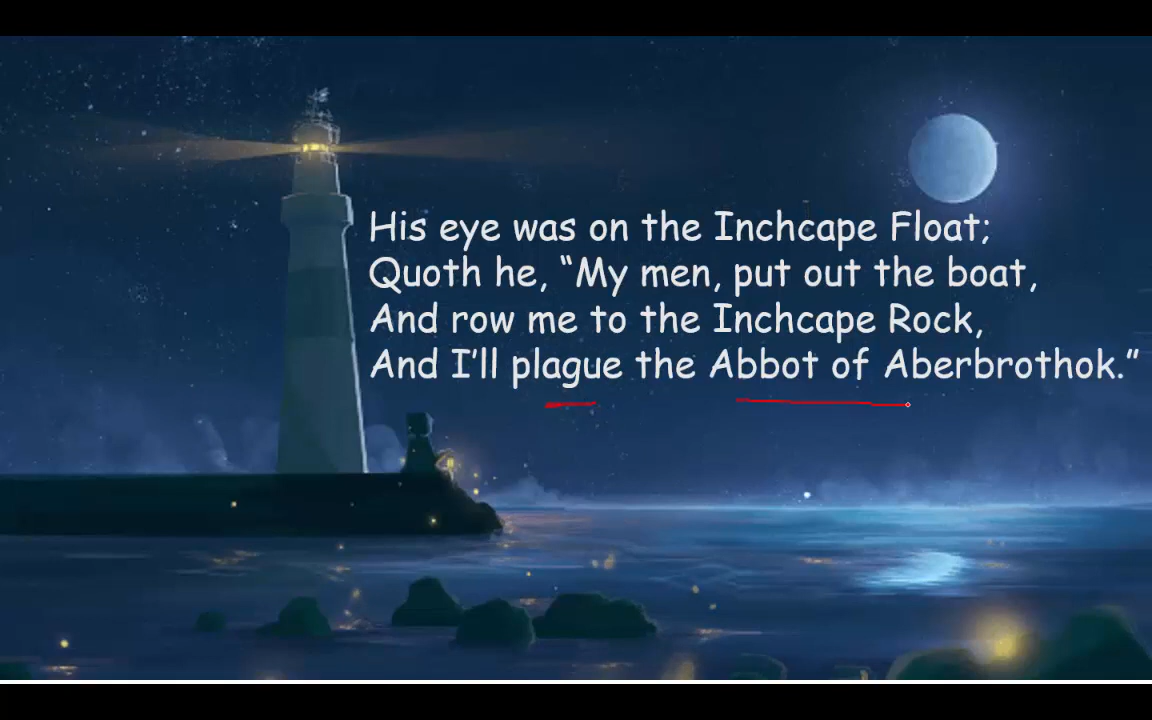 His eye was on the Inchcape Float;
Quoth he, “My men, put out the boat,
And row me to the Inchcape Rock,
And I’ll plague the Abbot of Aberbrothok.”